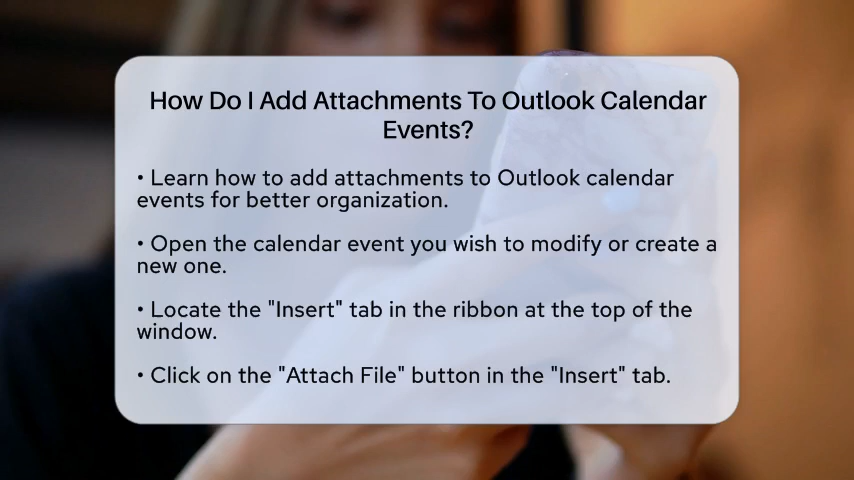 How Do I Add Attachments To Outlook Calendar
Events?
• Learn how to add attachments to Outlook calendar
events for better organization.
• Open the calendar event you wish to modify or create a
new one.
• Locate the "Insert" tab in the ribbon at the top of the
window.
• Click on the "Attach File" button in the "Insert" tab.